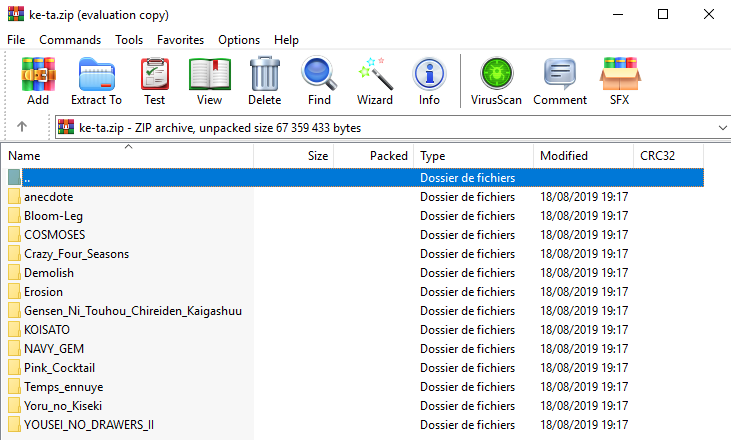 ke-ta.zip (evaluation copy)
File Commands Tools Favorites Options Help
Add Extract To Test View Delete Find Wizard Info VirusScan Comment SFX
ke-ta.zip - ZIP archive, unpacked size 67 359 433 bytes
Name Size Packed Type Modified CRC32
.. Dossier de fichiers
anecdote Dossier de fichiers 18/08/2019 19:17
Bloom-Leg Dossier de fichiers 18/08/2019 19:17
COSMOSES Dossier de fichiers 18/08/2019 19:17
Crazy_Four_Seasons Dossier de fichiers 18/08/2019 19:17
Demolish Dossier de fichiers 18/08/2019 19:17
Erosion Dossier de fichiers 18/08/2019 19:17
Gensen_Ni_Touhou_Chireiden_Kaigashuu Dossier de fichiers 18/08/2019 19:17
KOISATO Dossier de fichiers 18/08/2019 19:17
NAVY_GEM Dossier de fichiers 18/08/2019 19:17
Pink_Cocktail Dossier de fichiers 18/08/2019 19:17
Temps_ennuye Dossier de fichiers 18/08/2019 19:17
Yoru_no_Kiseki Dossier de fichiers 18/08/2019 19:17
YOUSEI_NO_DRAWERS_II Dossier de fichiers 18/08/2019 19:17